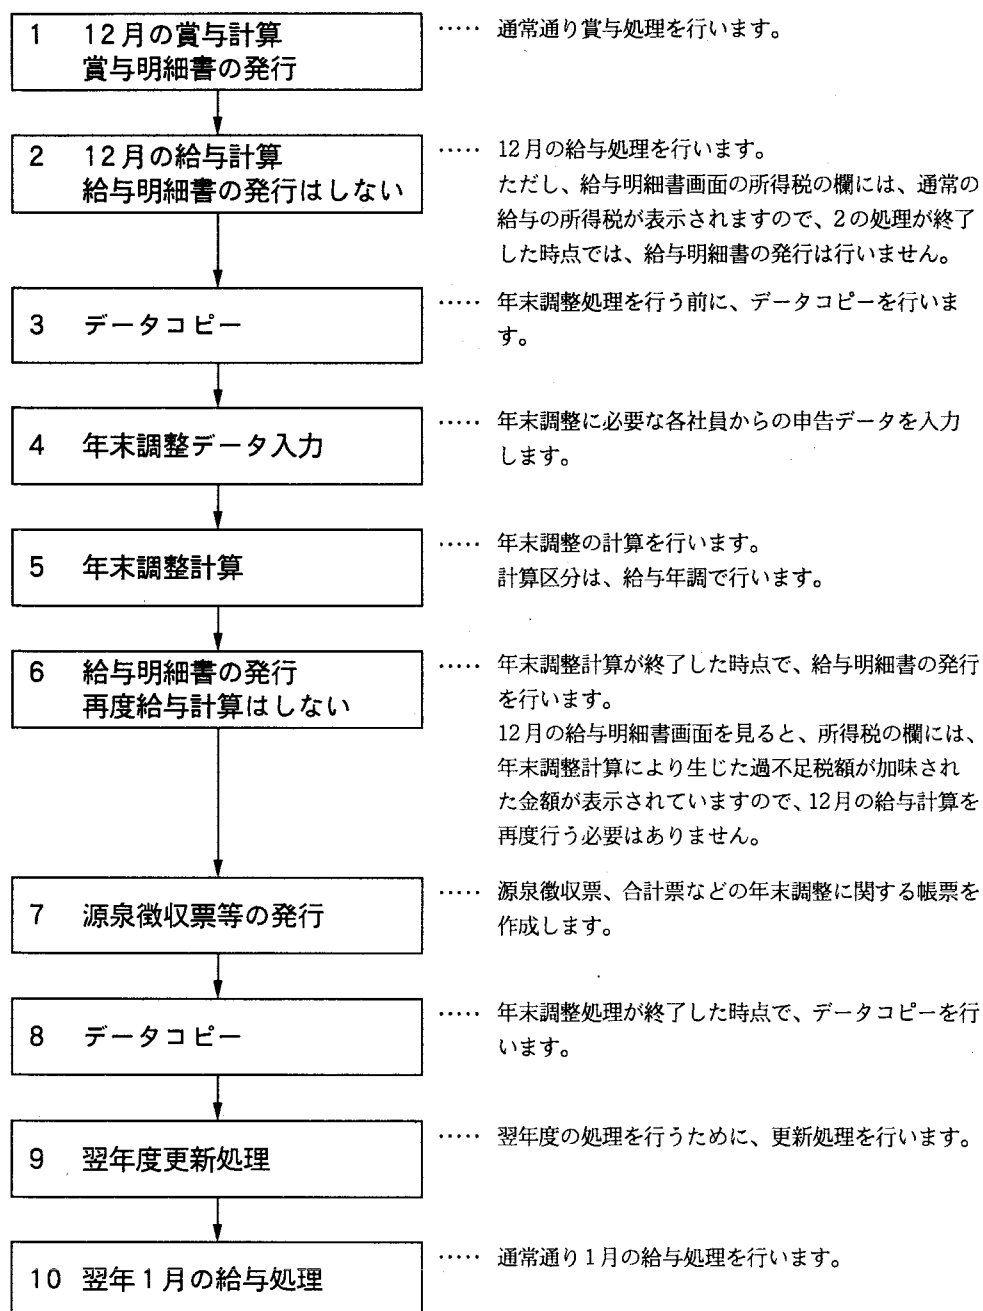 1 12月の賞与計算
賞与明細書の発行
‥‥‥ 通常通り賞与処理を行います。
2 12月の給与計算
給与明細書の発行はしない
‥‥‥ 12月の給与処理を行います。
ただし、給与明細書画面の所得税の欄には、通常の
給与の所得税が表示されますので、2の処理が終了
した時点では、給与明細書の発行は行いません。
3 データコピー
‥‥‥ 年末調整処理を行う前に、データコピーを行いま
す。
4 年末調整データ入力
‥‥‥ 年末調整に必要な各社員からの申告データを入力
します。
5 年末調整計算
‥‥‥ 年末調整の計算を行います。
計算区分は、給与年調で行います。
6 給与明細書の発行
再度給与計算はしない
‥‥‥ 年末調整計算が終了した時点で、給与明細書の発行
を行います。
12月の給与明細書画面を見ると、所得税の欄には、
年末調整計算により生じた過不足税額が加味され
た金額が表示されていますので、12月の給与計算を
再度行う必要はありません。
7 源泉徴収票等の発行
‥‥‥ 源泉徴収票、合計票などの年末調整に関する帳票を
作成します。
8 データコピー
‥‥‥ 年末調整処理が終了した時点で、データコピーを行
います。
9 翌年度更新処理
‥‥‥ 翌年度の処理を行うために、更新処理を行います。
10 翌年1月の給与処理
‥‥‥ 通常通り1月の給与処理を行います。